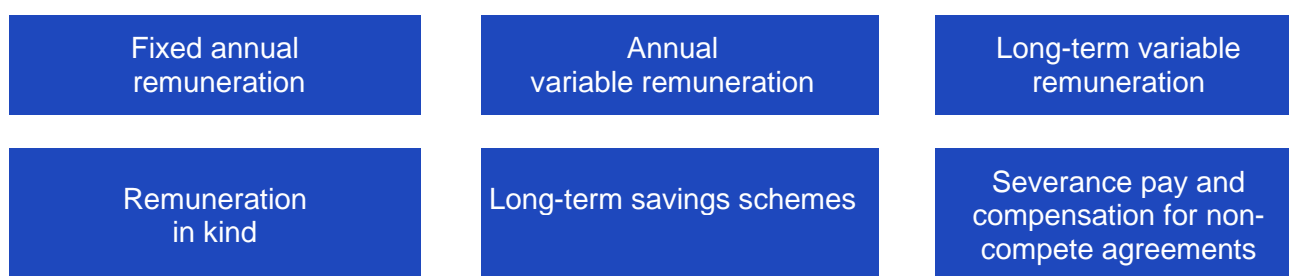 Fixed annual
remuneration
Annual
variable remuneration
Long-term variable
remuneration
Remuneration
in kind
Long-term savings schemes
Severance pay and
compensation for non-
compete agreements